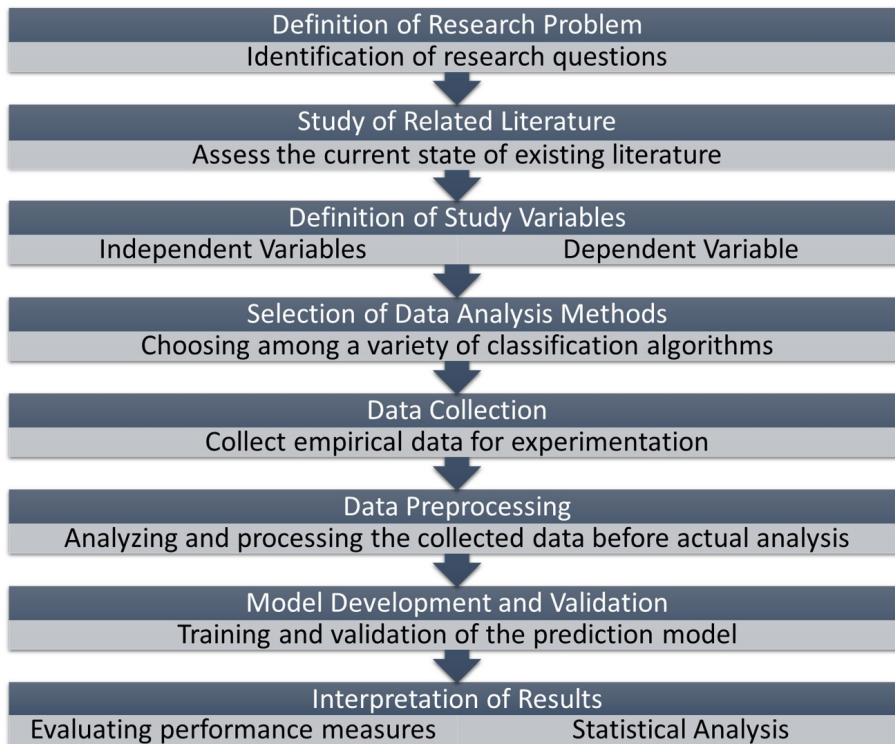 Definition of Research Problem
Identification of research questions
Study of Related Literature
Assess the current state of existing literature
Definition of Study Variables
Independent Variables
Dependent Variable
Selection of Data Analysis Methods
Choosing among a variety of classification algorithms
Data Collection
Collect empirical data for experimentation
Data Preprocessing
Analyzing and processing the collected data before actual analysis
Model Development and Validation
Training and validation of the prediction model
Interpretation of Results
Evaluating performance measures
Statistical Analysis